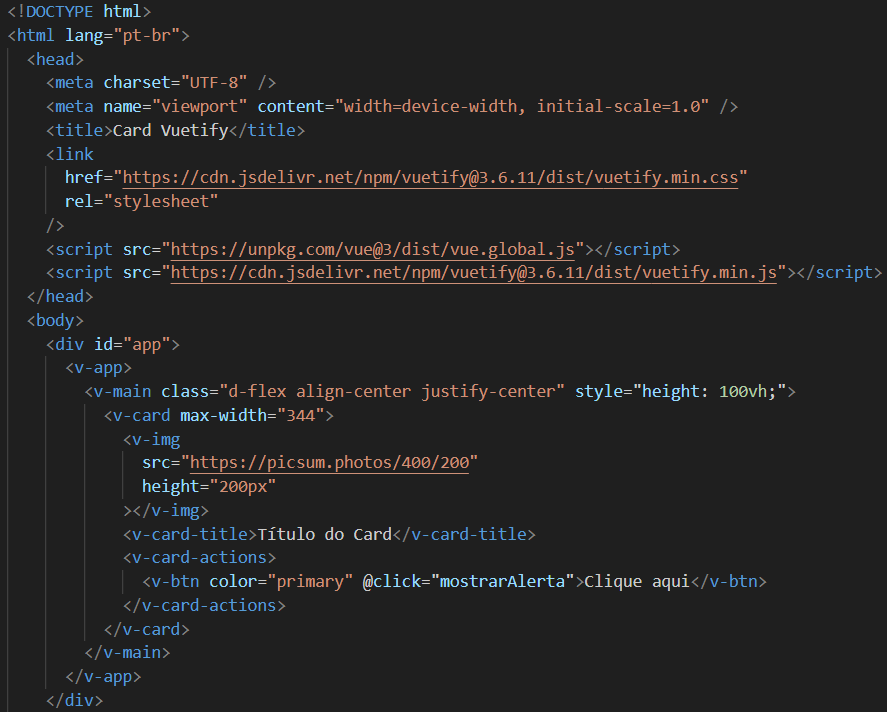 <!DOCTYPE html>
<html lang="pt-br">
  <head>
    <meta charset="UTF-8" />
    <meta name="viewport" content="width=device-width, initial-scale=1.0" />
    <title>Card Vuetify</title>
    <link
      href="https://cdn.jsdelivr.net/npm/vuetify@3.6.11/dist/vuetify.min.css"
      rel="stylesheet"
    />
    <script src="https://unpkg.com/vue@3/dist/vue.global.js"></script>
    <script src="https://cdn.jsdelivr.net/npm/vuetify@3.6.11/dist/vuetify.min.js"></script>
  </head>
  <body>
    <div id="app">
      <v-app>
        <v-main class="d-flex align-center justify-center" style="height: 100vh;">
          <v-card max-width="344">
            <v-img
              src="https://picsum.photos/400/200"
              height="200px"
            ></v-img>
            <v-card-title>Título do Card</v-card-title>
            <v-card-actions>
              <v-btn color="primary" @click="mostrarAlerta">Clique aqui</v-btn>
            </v-card-actions>
          </v-card>
        </v-main>
      </v-app>
    </div>